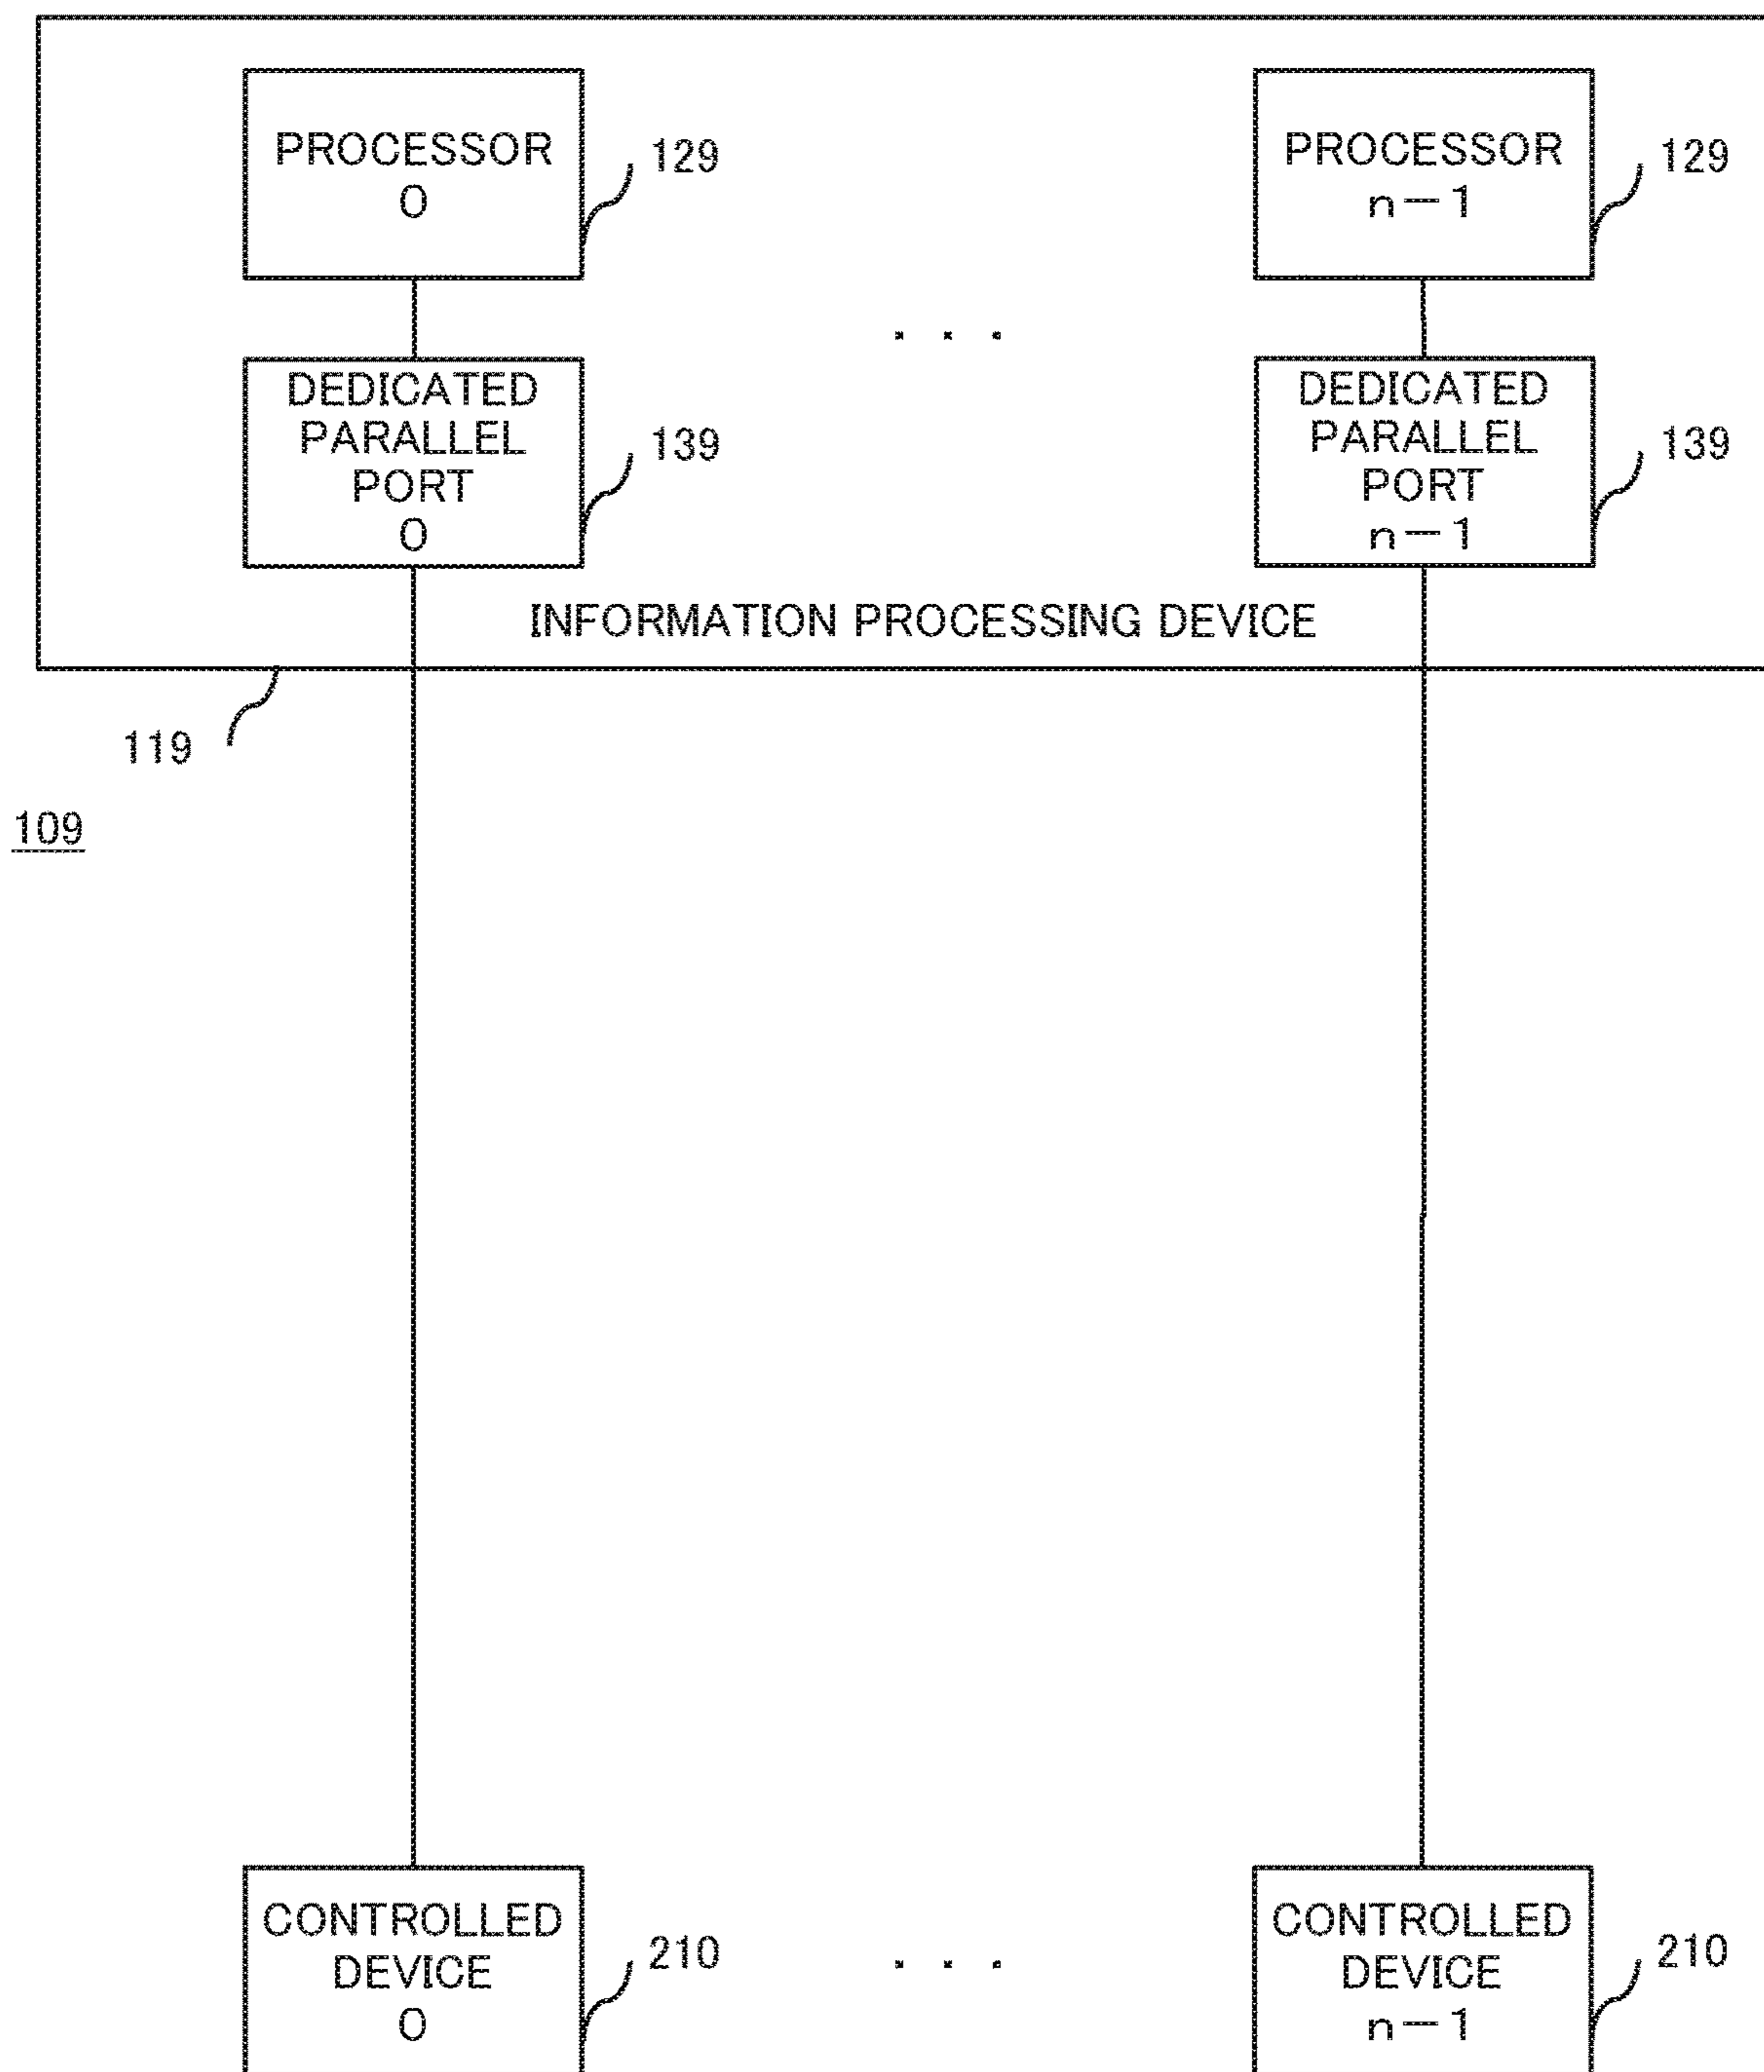 PROCESSOR
0
129
PROCESSOR
n-1
129
. . .
DEDICATED
PARALLEL
PORT
0
139
DEDICATED
PARALLEL
PORT
n-1
139
INFORMATION PROCESSING DEVICE
119
109
CONTROLLED
DEVICE
0
210
. . .
CONTROLLED
DEVICE
n-1
210